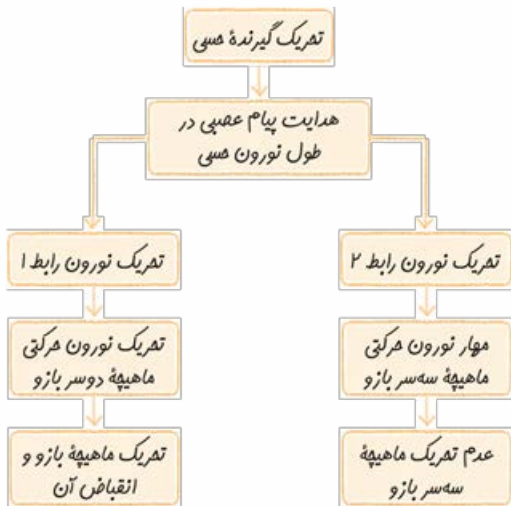 تحریک گیرندهٔ حسی
هدایت پیام عصبی در
طول نورون حسی
تحریک نورون رابط ۲
تحریک نورون رابط ۱
مهار نورون حرکتی
ماهیچهٔ سه‌سر بازو
تحریک نورون حرکتی
ماهیچهٔ دوسر بازو
عدم تحریک ماهیچهٔ
سه‌سر بازو
تحریک ماهیچهٔ بازو و
انقباض آن